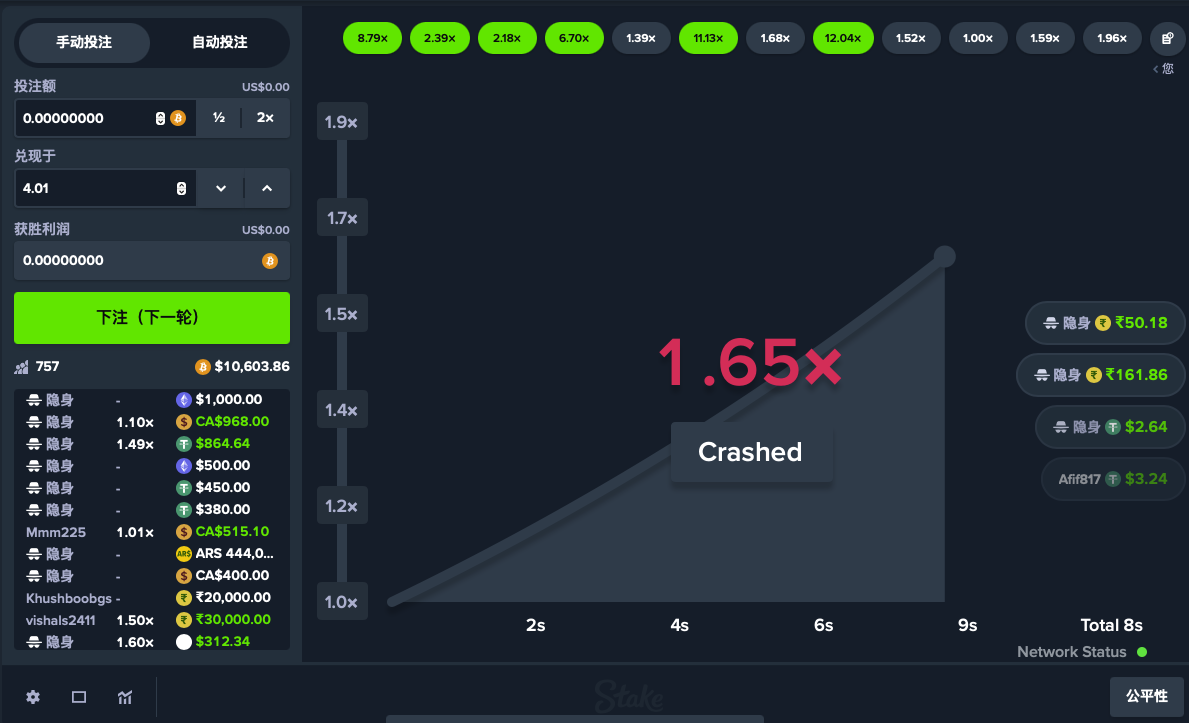 手动投注 自动投注
投注额 US$0.00
0.00000000 ½ 2×
兑现于
4.01
获胜利润 US$0.00
0.00000000
下注（下一轮）
757 $10,603.86
隐身 - $1,000.00
隐身 1.10× CA$968.00
隐身 1.49× $864.64
隐身 - $500.00
隐身 - $450.00
隐身 - $380.00
Mmm225 1.01× CA$515.10
隐身 - ARS ARS 444,0...
隐身 - CA$400.00
Khushboobgs - ₹20,000.00
vishals2411 1.50× ₹30,000.00
隐身 1.60× $312.34
8.79× 2.39× 2.18× 6.70× 1.39× 11.13× 1.68× 12.04× 1.52× 1.00× 1.59× 1.96×
您
1.9×
1.7×
1.5×
1.4×
1.2×
1.0×
1.65×
Crashed
隐身 ₹50.18
隐身 ₹161.86
隐身 $2.64
Afif817 $3.24
2s 4s 6s 9s Total 8s
Network Status
Stake
公平性